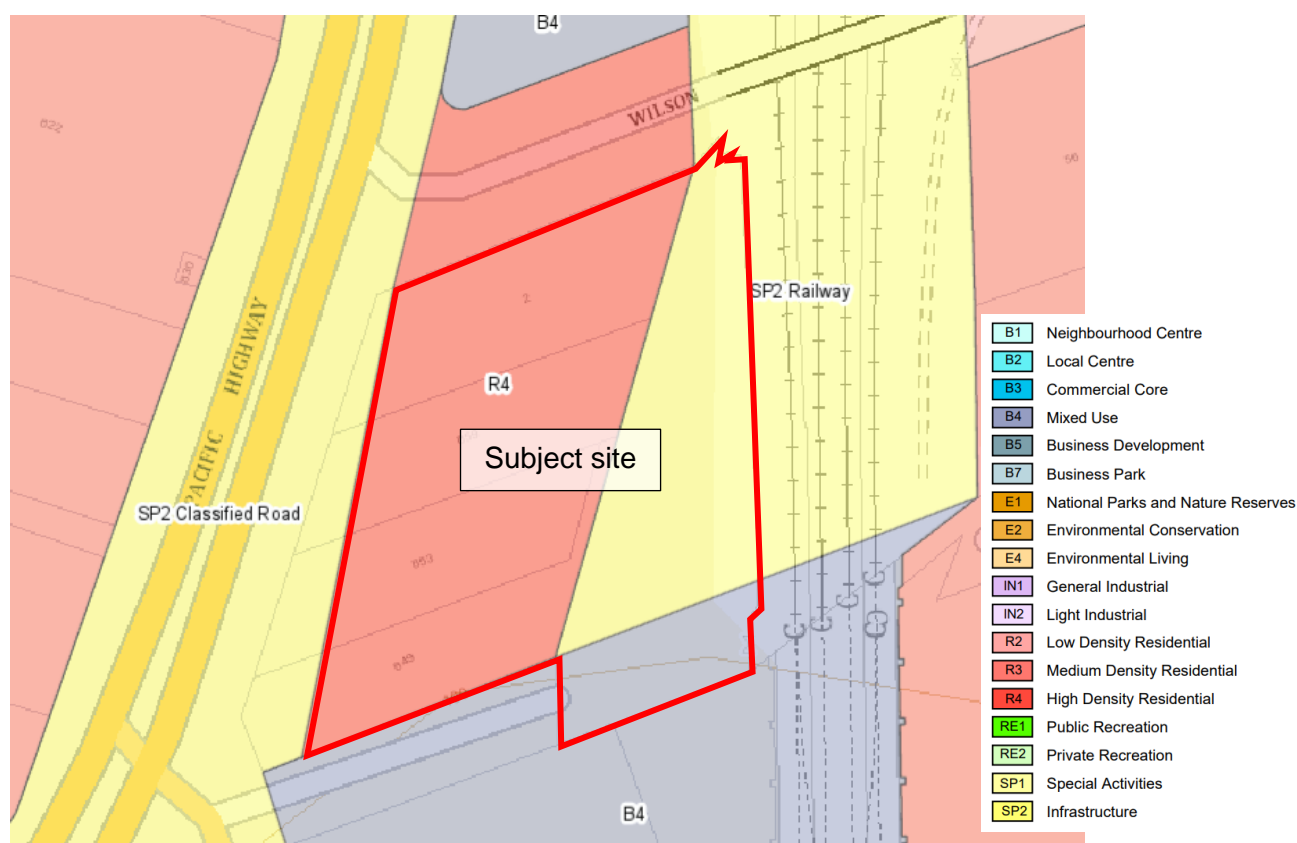 B4
822
WILSON
50
830
SP2 Railway
2
PACIFIC HIGHWAY
R4
Subject site
SP2 Classified Road
853
849
B4
B1 Neighbourhood Centre
B2 Local Centre
B3 Commercial Core
B4 Mixed Use
B5 Business Development
B7 Business Park
E1 National Parks and Nature Reserves
E2 Environmental Conservation
E4 Environmental Living
IN1 General Industrial
IN2 Light Industrial
R2 Low Density Residential
R3 Medium Density Residential
R4 High Density Residential
RE1 Public Recreation
RE2 Private Recreation
SP1 Special Activities
SP2 Infrastructure